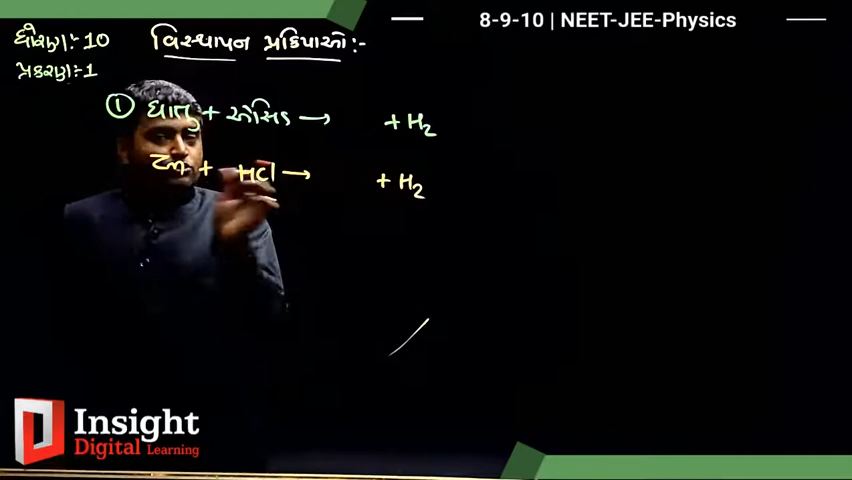 8-9-10 | NEET-JEE-Physics
ધોરણ:- 10 વિસ્થાપન પ્રક્રિયાઓ :-
પ્રકરણ:- 1
① ધાતુ + એસિડ → + H₂
Zn + HCl → + H₂
Insight
Digital Learning